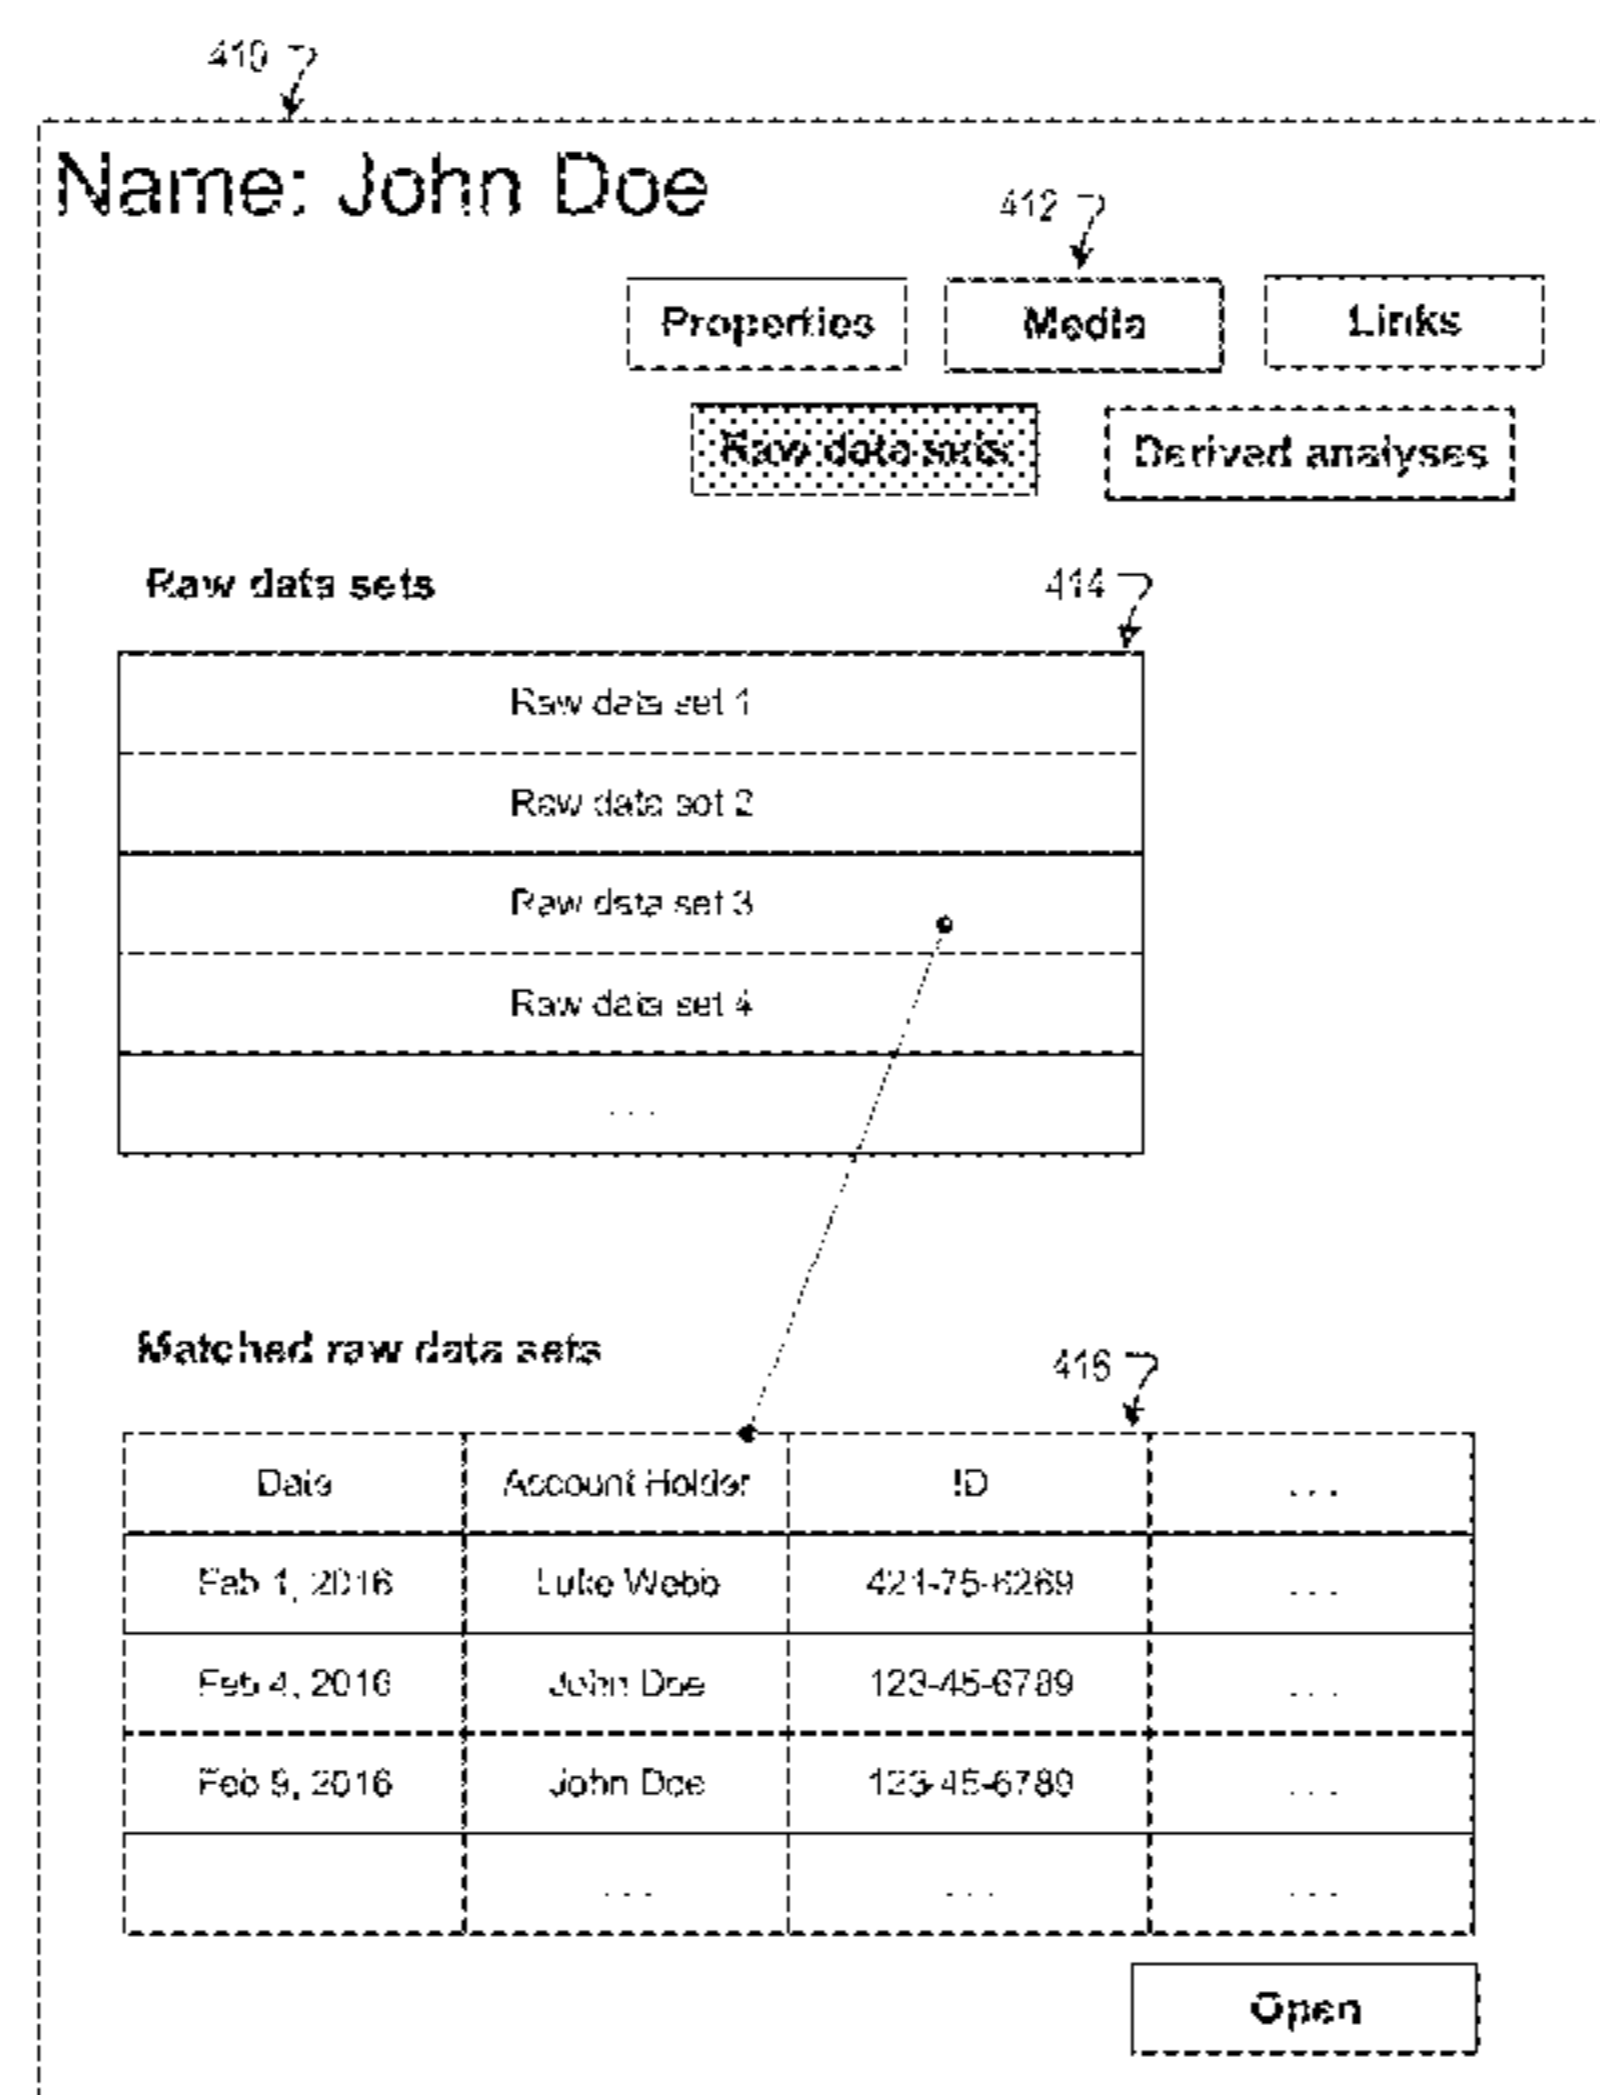 410
Name: John Doe
412
Properties Media Links
Raw data sets Derived analyses
Raw data sets 414
Raw data set 1
Raw data set 2
Raw data set 3
Raw data set 4
. . .
Matched raw data sets 416
Date Account Holder ID . . .
Feb 1, 2016 Luke Webb 421-75-6269 . . .
Feb 4, 2016 John Doe 123-45-6789 . . .
Feb 9, 2016 John Doe 123-45-6789 . . .
. . . . . . . . .
Open